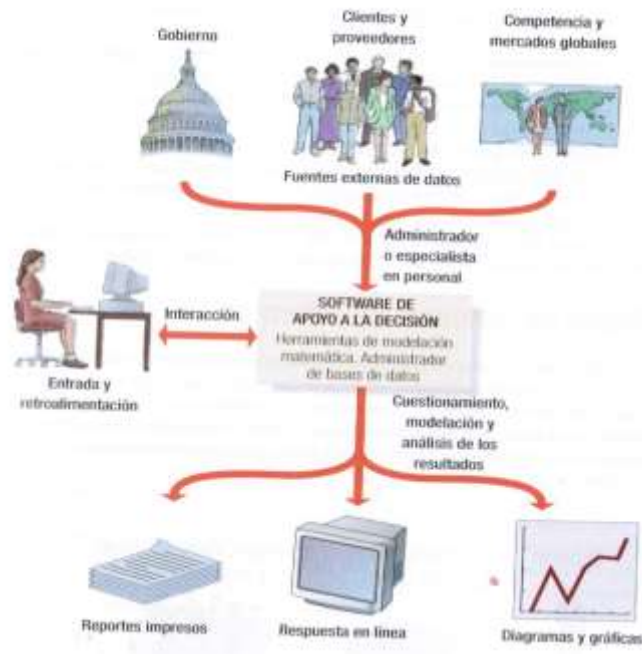 Gobierno
Clientes y
proveedores
Competencia y
mercados globales
Fuentes externas de datos
Administrador
o especialista
en personal
Interacción
SOFTWARE DE
APOYO A LA DECISIÓN
Herramientas de modelación
matemática. Administrador
de bases de datos
Entrada y
retroalimentación
Cuestionamiento,
modelación y
análisis de los
resultados
Reportes impresos
Respuesta en línea
Diagramas y gráficas